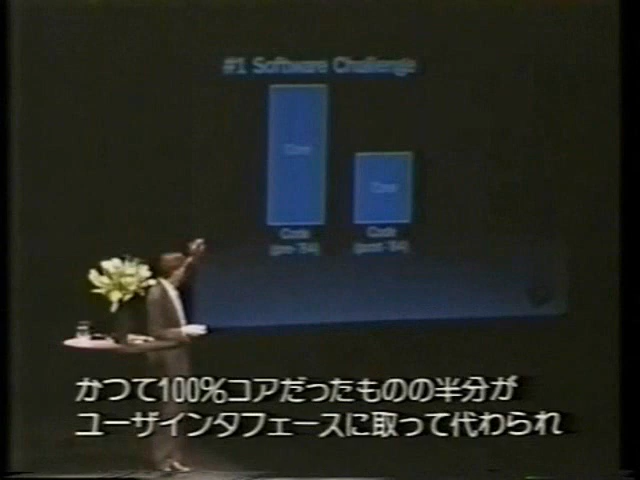 #1 Software Challenge
Core
Core
Code
(pre-'84)
Code
(post-'84)
かつて100%コアだったものの半分が
ユーザインタフェースに取って代わられ